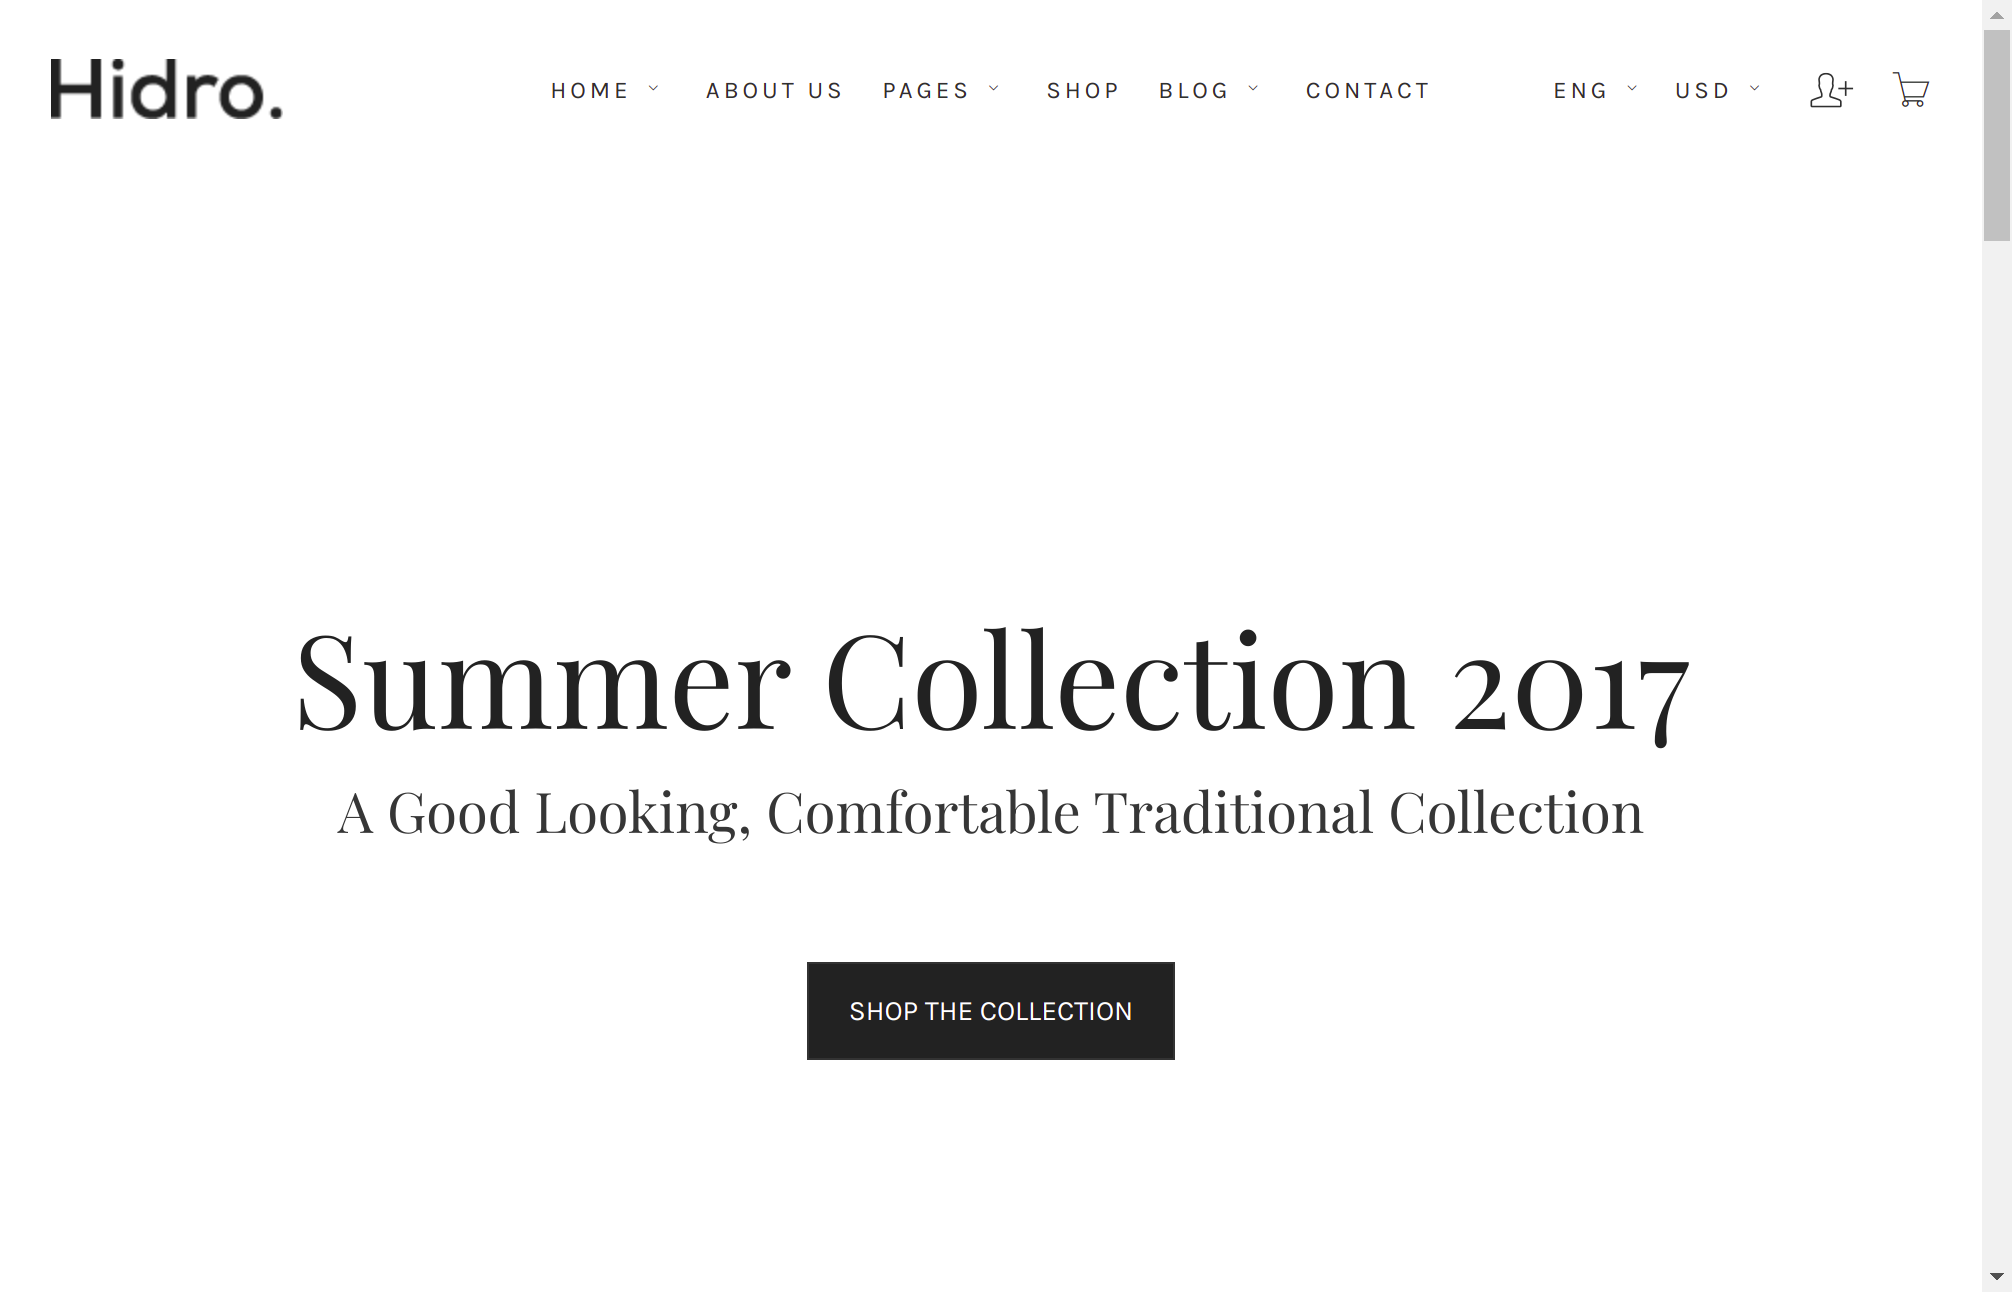 Hidro.
HOME ABOUT US PAGES SHOP BLOG CONTACT ENG USD
Summer Collection 2017
A Good Looking, Comfortable Traditional Collection
SHOP THE COLLECTION